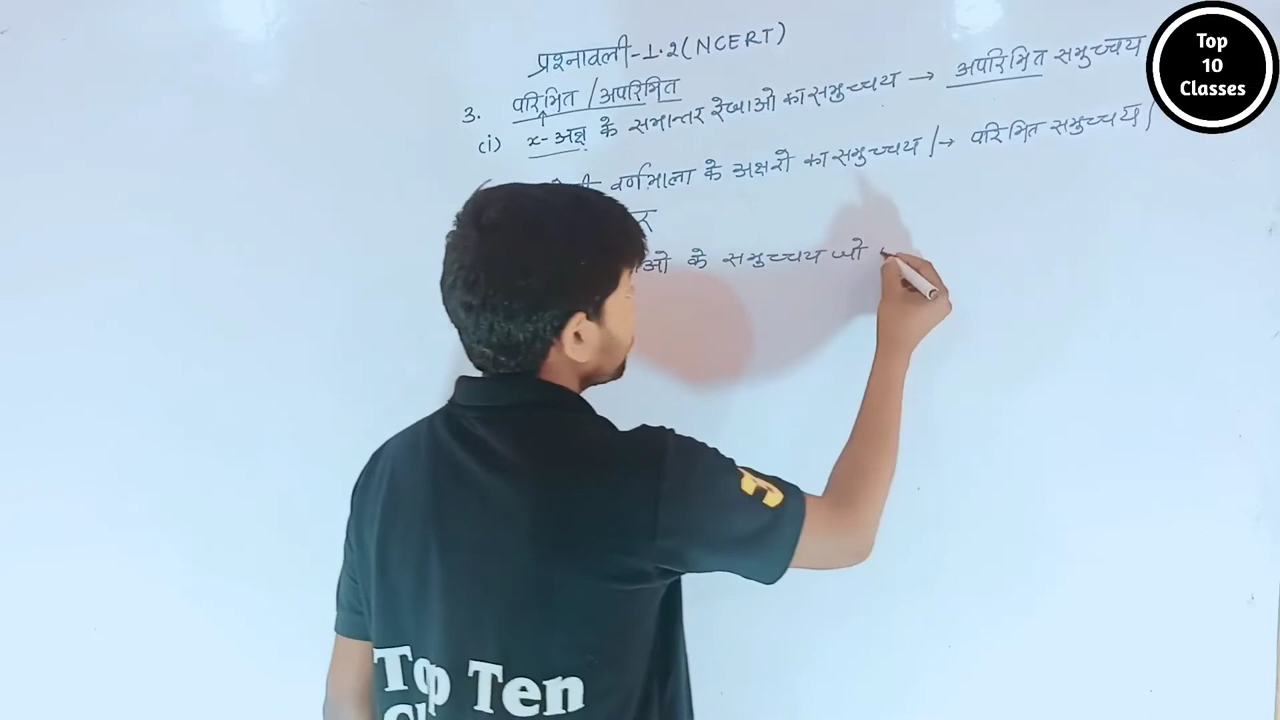 प्रश्नावली-1.2(NCERT)
3. परिमित / अपरिमित
(i) x-अक्ष के समान्तर रेखाओ का समुच्चय → अपरिमित समुच्चय
वर्णमाला के अक्षरो का समुच्चय /→ परिमित समुच्चय /
के समुच्चय जो
Top
10
Classes
Top Ten